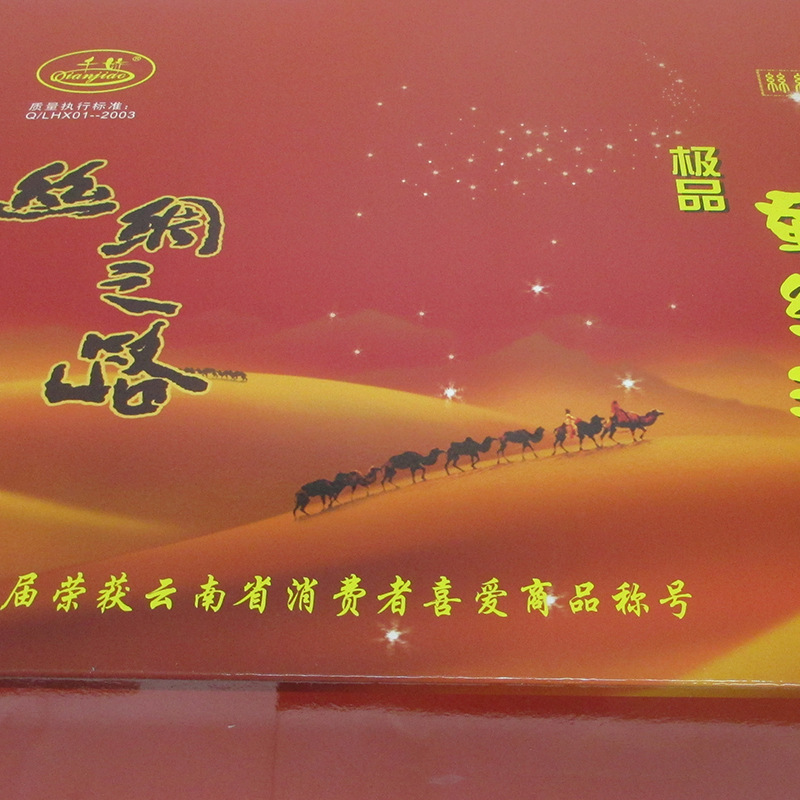 千娇®
Qianjiao
质量执行标准：
Q/LHX01--2003
丝绸之路
极品
届荣获云南省消费者喜爱商品称号